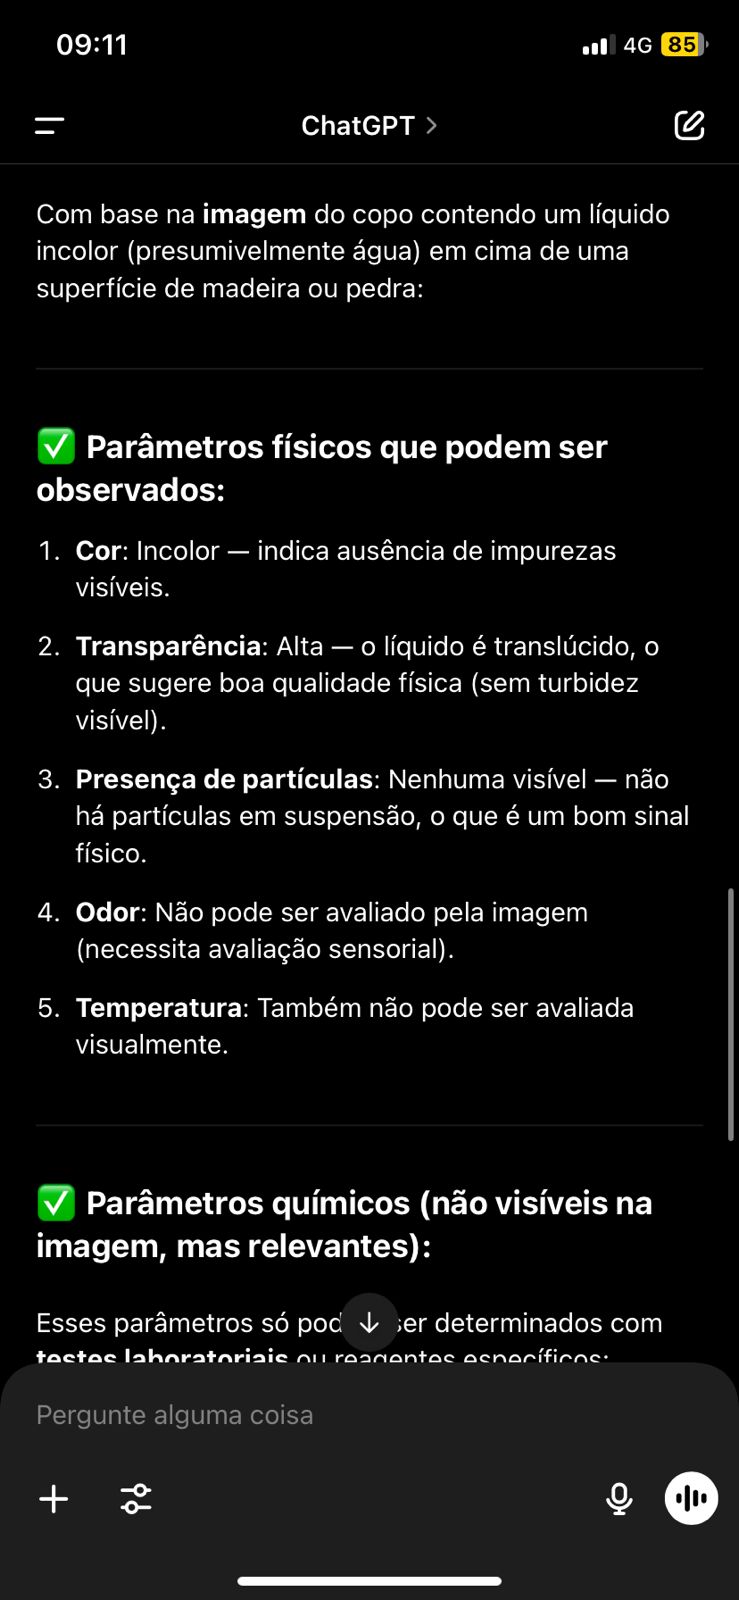 09:11
4G 85
ChatGPT
Com base na imagem do copo contendo um líquido
incolor (presumivelmente água) em cima de uma
superfície de madeira ou pedra:
Parâmetros físicos que podem ser
observados:
1. Cor: Incolor — indica ausência de impurezas
visíveis.
2. Transparência: Alta — o líquido é translúcido, o
que sugere boa qualidade física (sem turbidez
visível).
3. Presença de partículas: Nenhuma visível — não
há partículas em suspensão, o que é um bom sinal
físico.
4. Odor: Não pode ser avaliado pela imagem
(necessita avaliação sensorial).
5. Temperatura: Também não pode ser avaliada
visualmente.
Parâmetros químicos (não visíveis na
imagem, mas relevantes):
Esses parâmetros só pod ser determinados com
testes laboratoriais ou reagentes específicos:
Pergunte alguma coisa